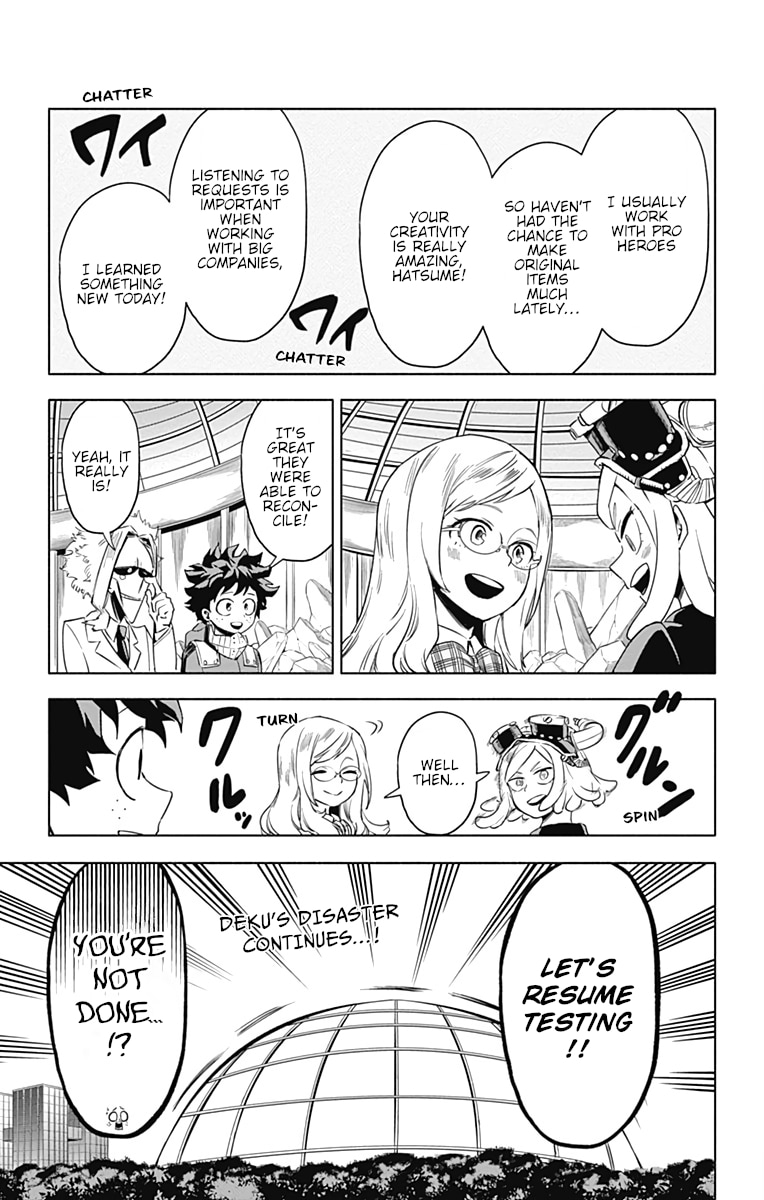 CHATTER
ワイ
I USUALLY
WORK
WITH PRO
HEROES
SO HAVEN'T
HAD THE
CHANCE TO
MAKE
ORIGINAL
ITEMS
MUCH
LATELY...
YOUR
CREATIVITY
IS REALLY
AMAZING,
HATSUME!
LISTENING TO
REQUESTS IS
IMPORTANT
WHEN
WORKING
WITH BIG
COMPANIES,
I LEARNED
SOMETHING
NEW TODAY!
ワイ
CHATTER
IT'S
GREAT
THEY
WERE
ABLE TO
RECON-
CILE!
YEAH, IT
REALLY
IS!
グルン
SPIN
WELL
THEN...
TURN
グルッ
LET'S
RESUME
TESTING
!!
DEKU'S DISASTER
CONTINUES...!
YOU'RE
NOT
DONE...
!?